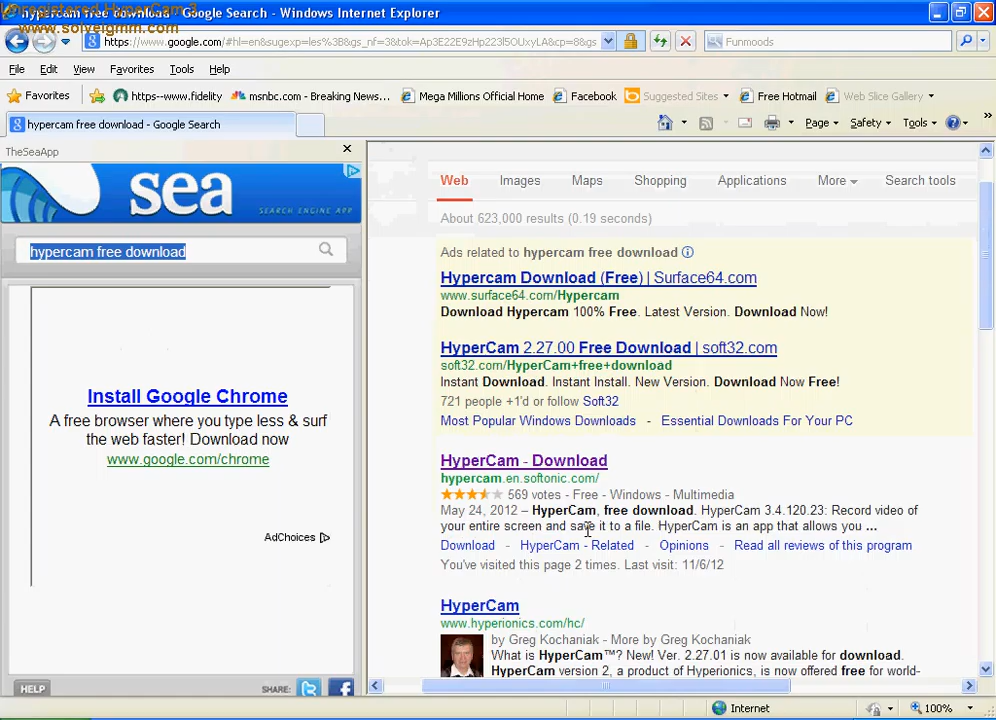 Unregistered HyperCam 3
www.solveigmm.com
hypercam free download - Google Search - Windows Internet Explorer
https://www.google.com/#hl=en&sugexp=les%3B&gs_nf=3&tok=Ap3E22E9zHp223l5OUxyLA&cp=8&gs
Funmoods
File Edit View Favorites Tools Help
Favorites
https--www.fidelity
msnbc.com - Breaking News...
Mega Millions Official Home
Facebook
Suggested Sites
Free Hotmail
Web Slice Gallery
hypercam free download - Google Search
Page Safety Tools
TheSeaApp
sea
SEARCH ENGINE APP
hypercam free download
Install Google Chrome
A free browser where you type less & surf
the web faster! Download now
www.google.com/chrome
AdChoices
HELP
SHARE:
Web Images Maps Shopping Applications More Search tools
About 623,000 results (0.19 seconds)
Ads related to hypercam free download
Hypercam Download (Free) | Surface64.com
www.surface64.com/Hypercam
Download Hypercam 100% Free. Latest Version. Download Now!
HyperCam 2.27.00 Free Download | soft32.com
soft32.com/HyperCam+free+download
Instant Download. Instant Install. New Version. Download Now Free!
721 people +1'd or follow Soft32
Most Popular Windows Downloads - Essential Downloads For Your PC
HyperCam - Download
hypercam.en.softonic.com/
569 votes - Free - Windows - Multimedia
May 24, 2012 – HyperCam, free download. HyperCam 3.4.120.23: Record video of
your entire screen and save it to a file. HyperCam is an app that allows you ...
Download - HyperCam - Related - Opinions - Read all reviews of this program
You've visited this page 2 times. Last visit: 11/6/12
HyperCam
www.hyperionics.com/hc/
by Greg Kochaniak - More by Greg Kochaniak
What is HyperCam™? New! Ver. 2.27.01 is now available for download.
HyperCam version 2, a product of Hyperionics, is now offered free for world-
Internet
100%